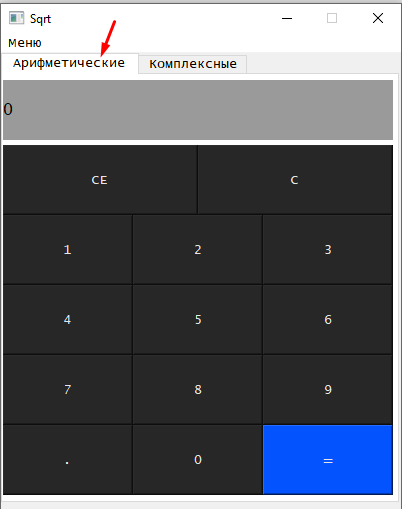 Sqrt
Меню
Арифметические Комплексные
0
CE C
1 2 3
4 5 6
7 8 9
. 0 =